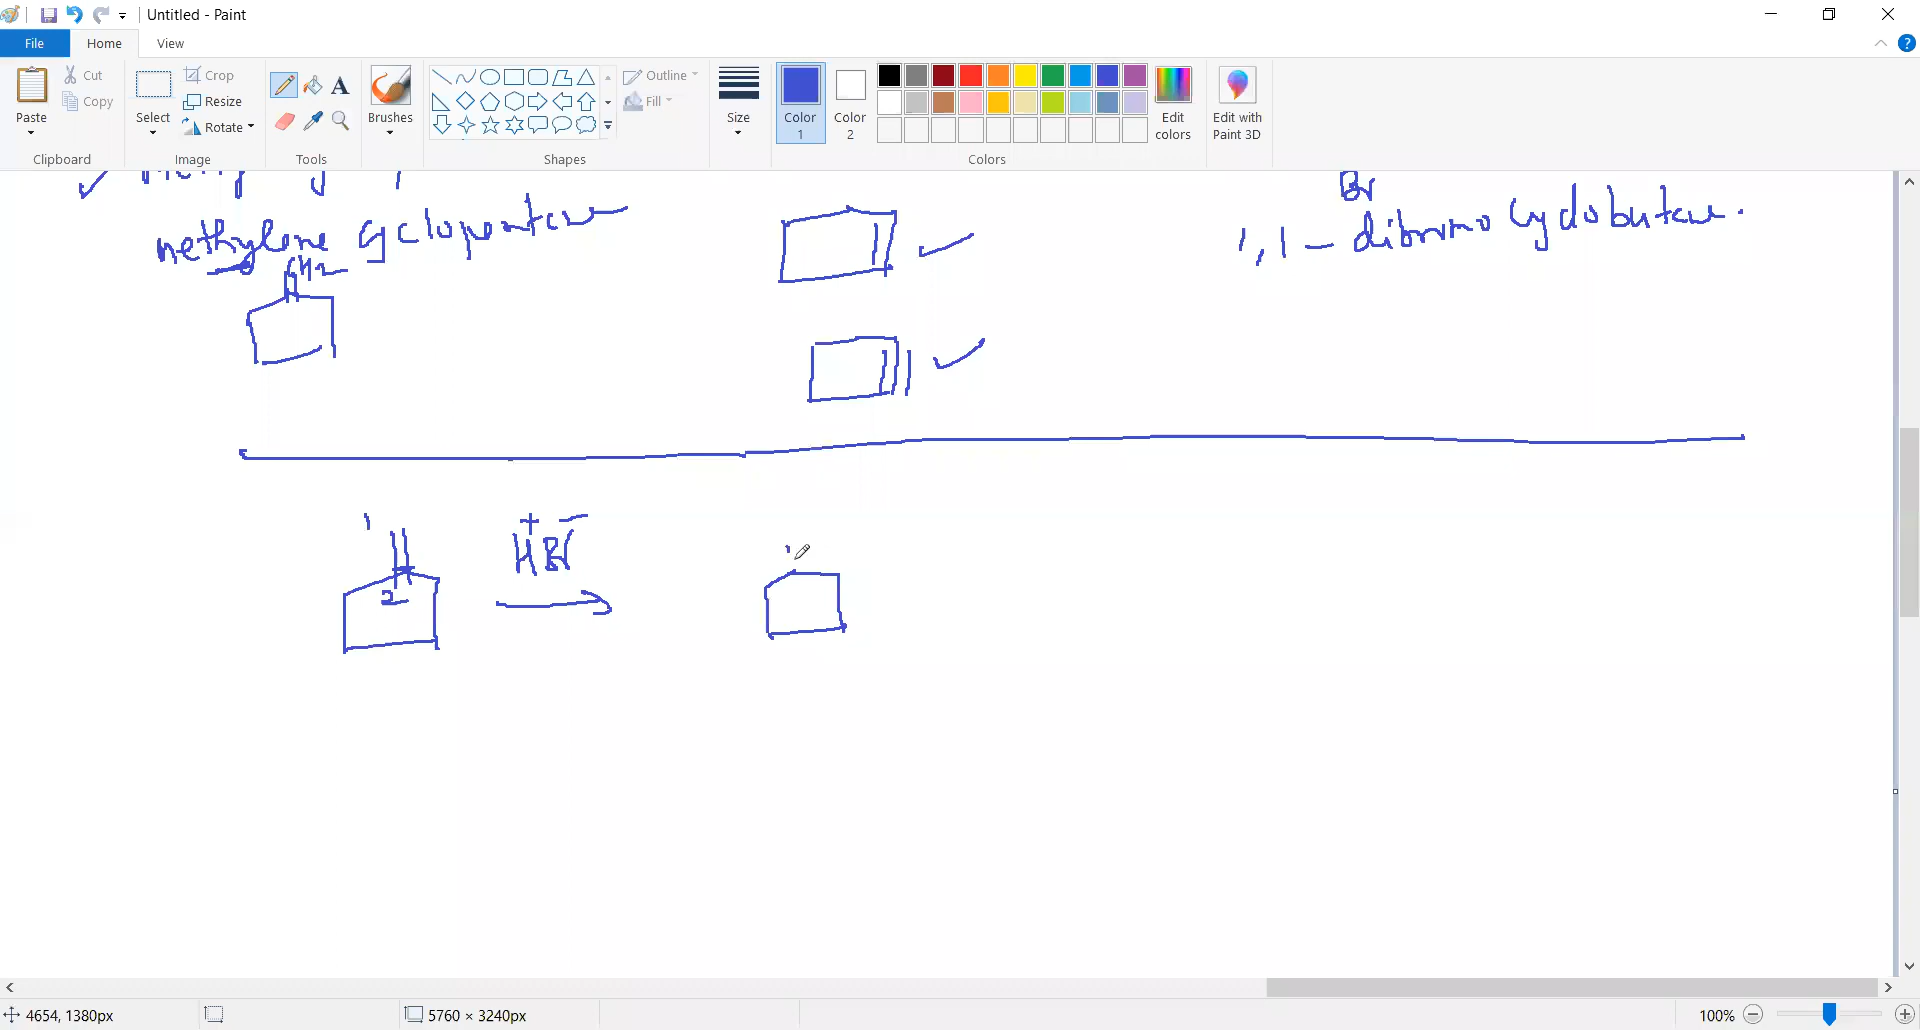 Untitled - Paint
File
Home
View
Paste
Cut
Copy
Clipboard
Select
Crop
Resize
Rotate
Image
Tools
Brushes
Shapes
Outline
Fill
Size
Color 1
Color 2
Colors
Edit colors
Edit with Paint 3D
methylene cyclopentane
CH2
Br
1,1 - dibromo cyclobutane.
1
2
+ -
HBr
4654, 1380px
5760 × 3240px
100%